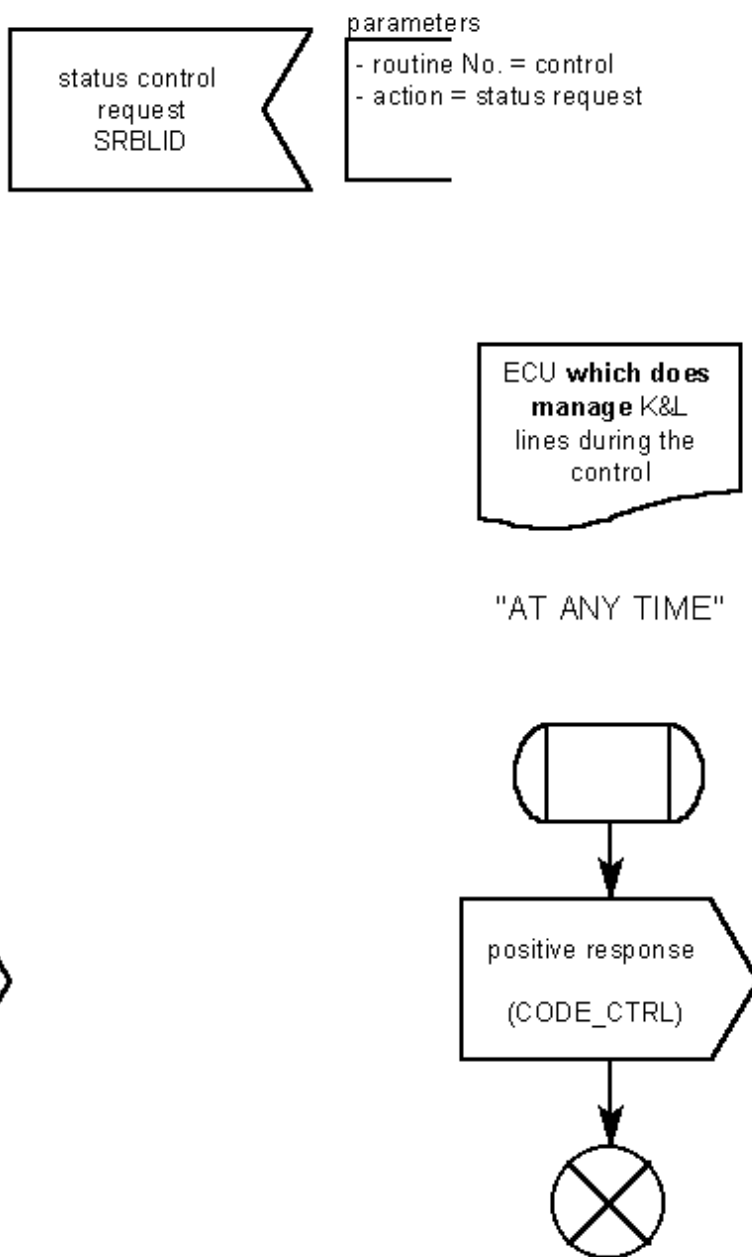 status control
request
SRBLID
parameters
- routine No. = control
- action = status request
ECU which does
manage K&L
lines during the
control
"AT ANY TIME"
positive response
(CODE_CTRL)